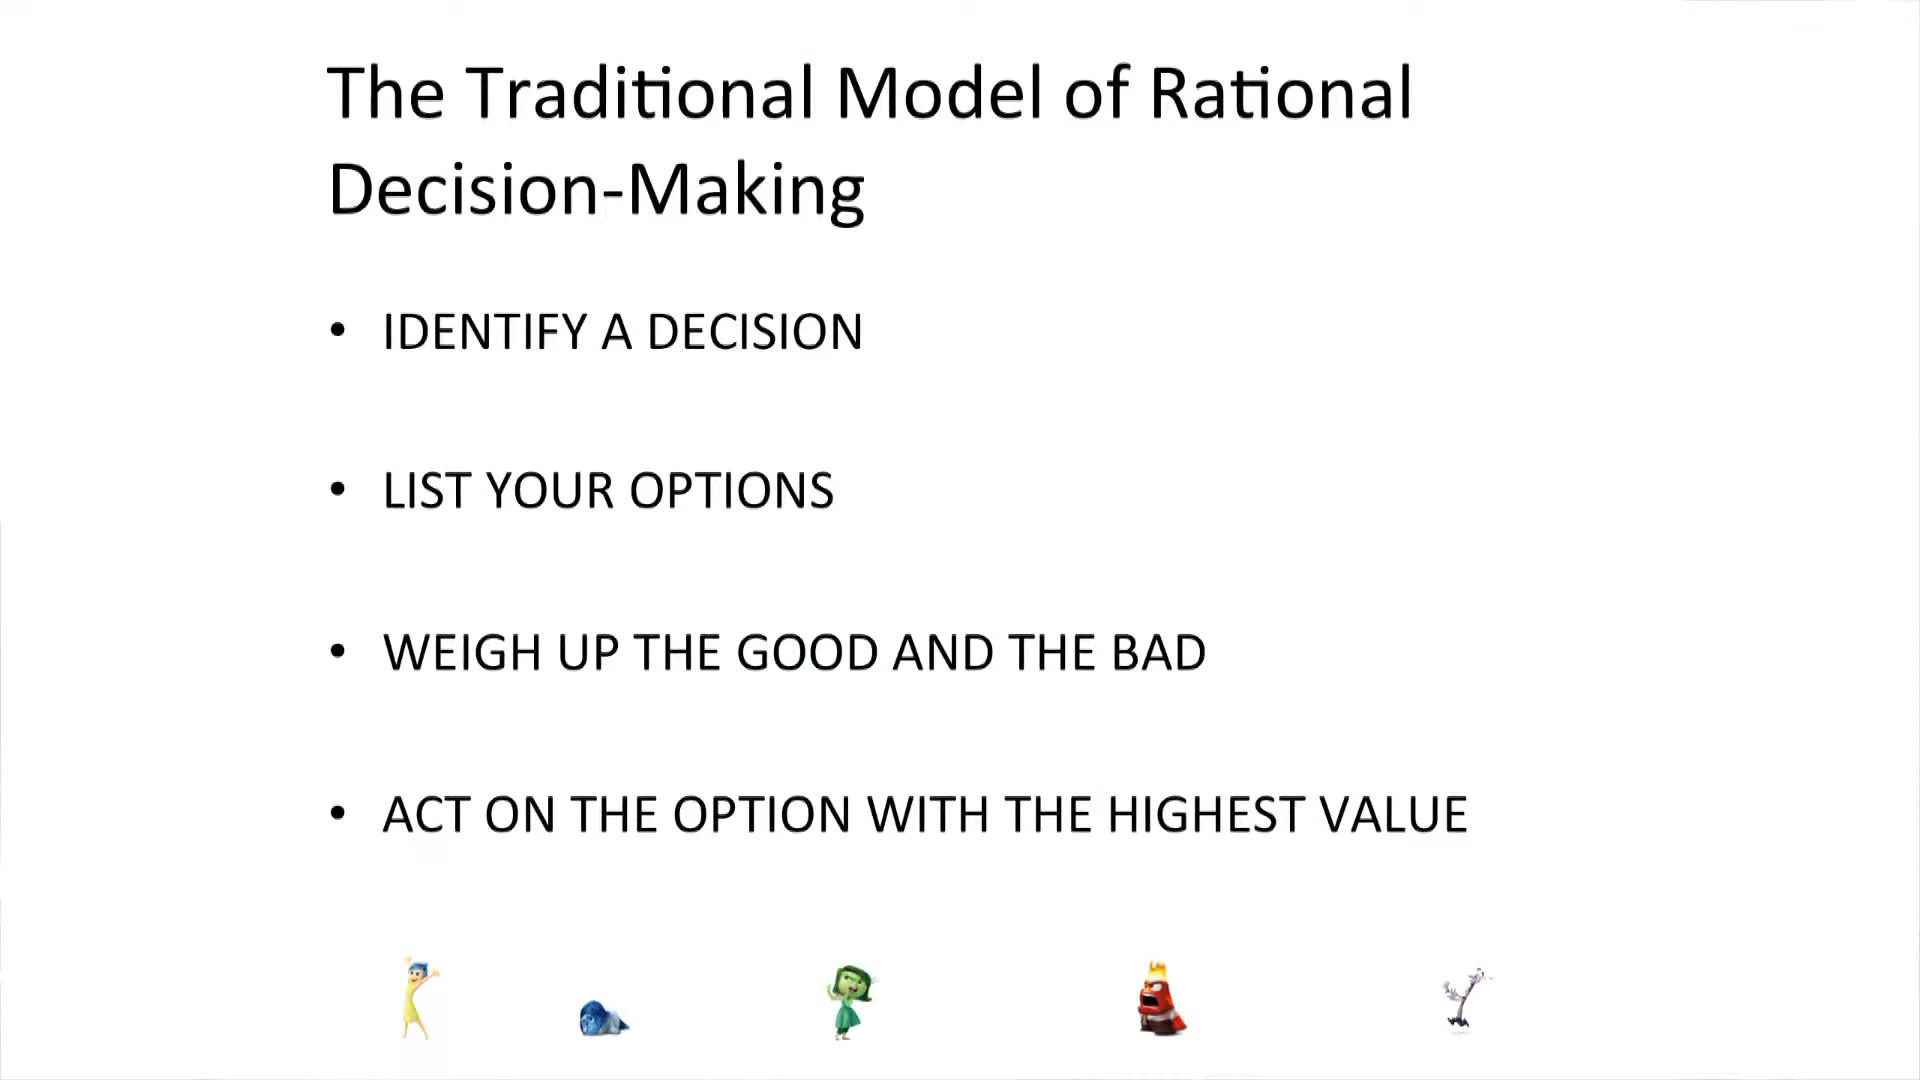 The Traditional Model of Rational
Decision-Making
• IDENTIFY A DECISION
• LIST YOUR OPTIONS
• WEIGH UP THE GOOD AND THE BAD
• ACT ON THE OPTION WITH THE HIGHEST VALUE